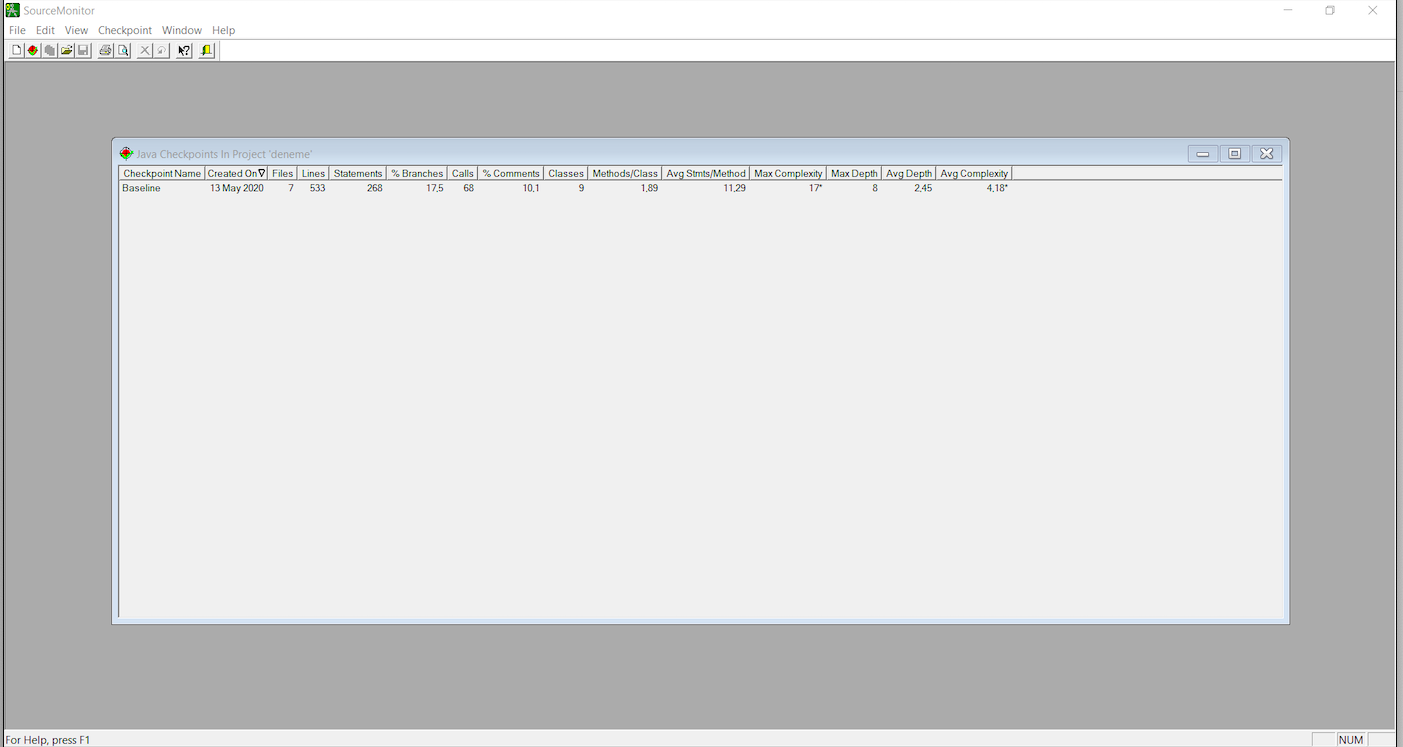 SourceMonitor
File Edit View Checkpoint Window Help
Java Checkpoints In Project 'deneme'
Checkpoint Name Created On Files Lines Statements % Branches Calls % Comments Classes Methods/Class Avg Stmts/Method Max Complexity Max Depth Avg Depth Avg Complexity
Baseline 13 May 2020 7 533 268 17,5 68 10,1 9 1,89 11,29 17* 8 2,45 4,18*
For Help, press F1 NUM